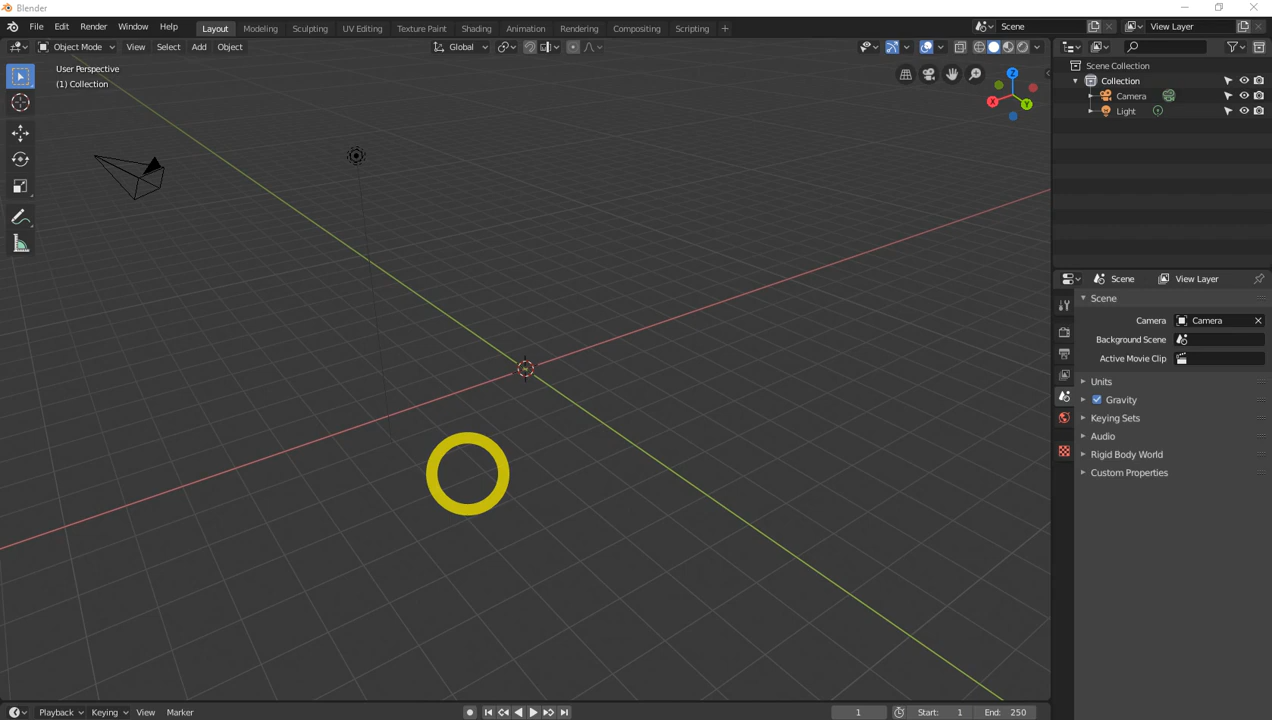 Blender
File Edit Render Window Help Layout Modeling Sculpting UV Editing Texture Paint Shading Animation Rendering Compositing Scripting + Scene View Layer
Object Mode View Select Add Object Global
User Perspective
(1) Collection
Z
X
Y
Scene Collection
Collection
Camera
Light
Scene View Layer
Scene
Camera Camera
Background Scene
Active Movie Clip
Units
Gravity
Keying Sets
Audio
Rigid Body World
Custom Properties
Playback Keying View Marker 1 Start: 1 End: 250